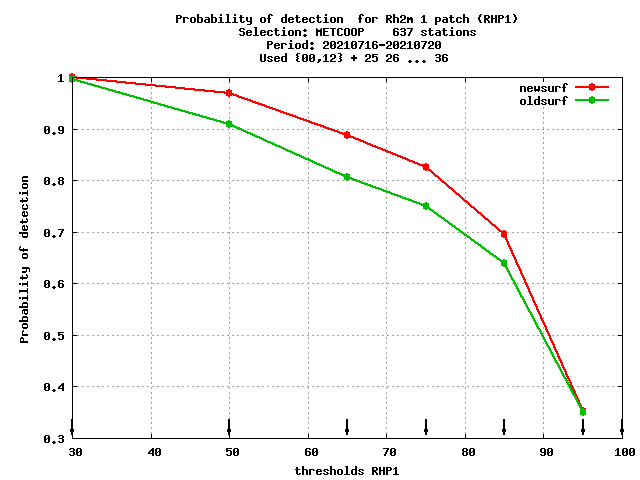 Probability of detection  for Rh2m 1 patch (RHP1)
Selection: METCOOP    637 stations
Period: 20210716-20210720
Used {00,12} + 25 26 ... 36
newsurf
oldsurf
1
0.9
0.8
0.7
0.6
0.5
0.4
0.3
Probability of detection
30 40 50 60 70 80 90 100
thresholds RHP1